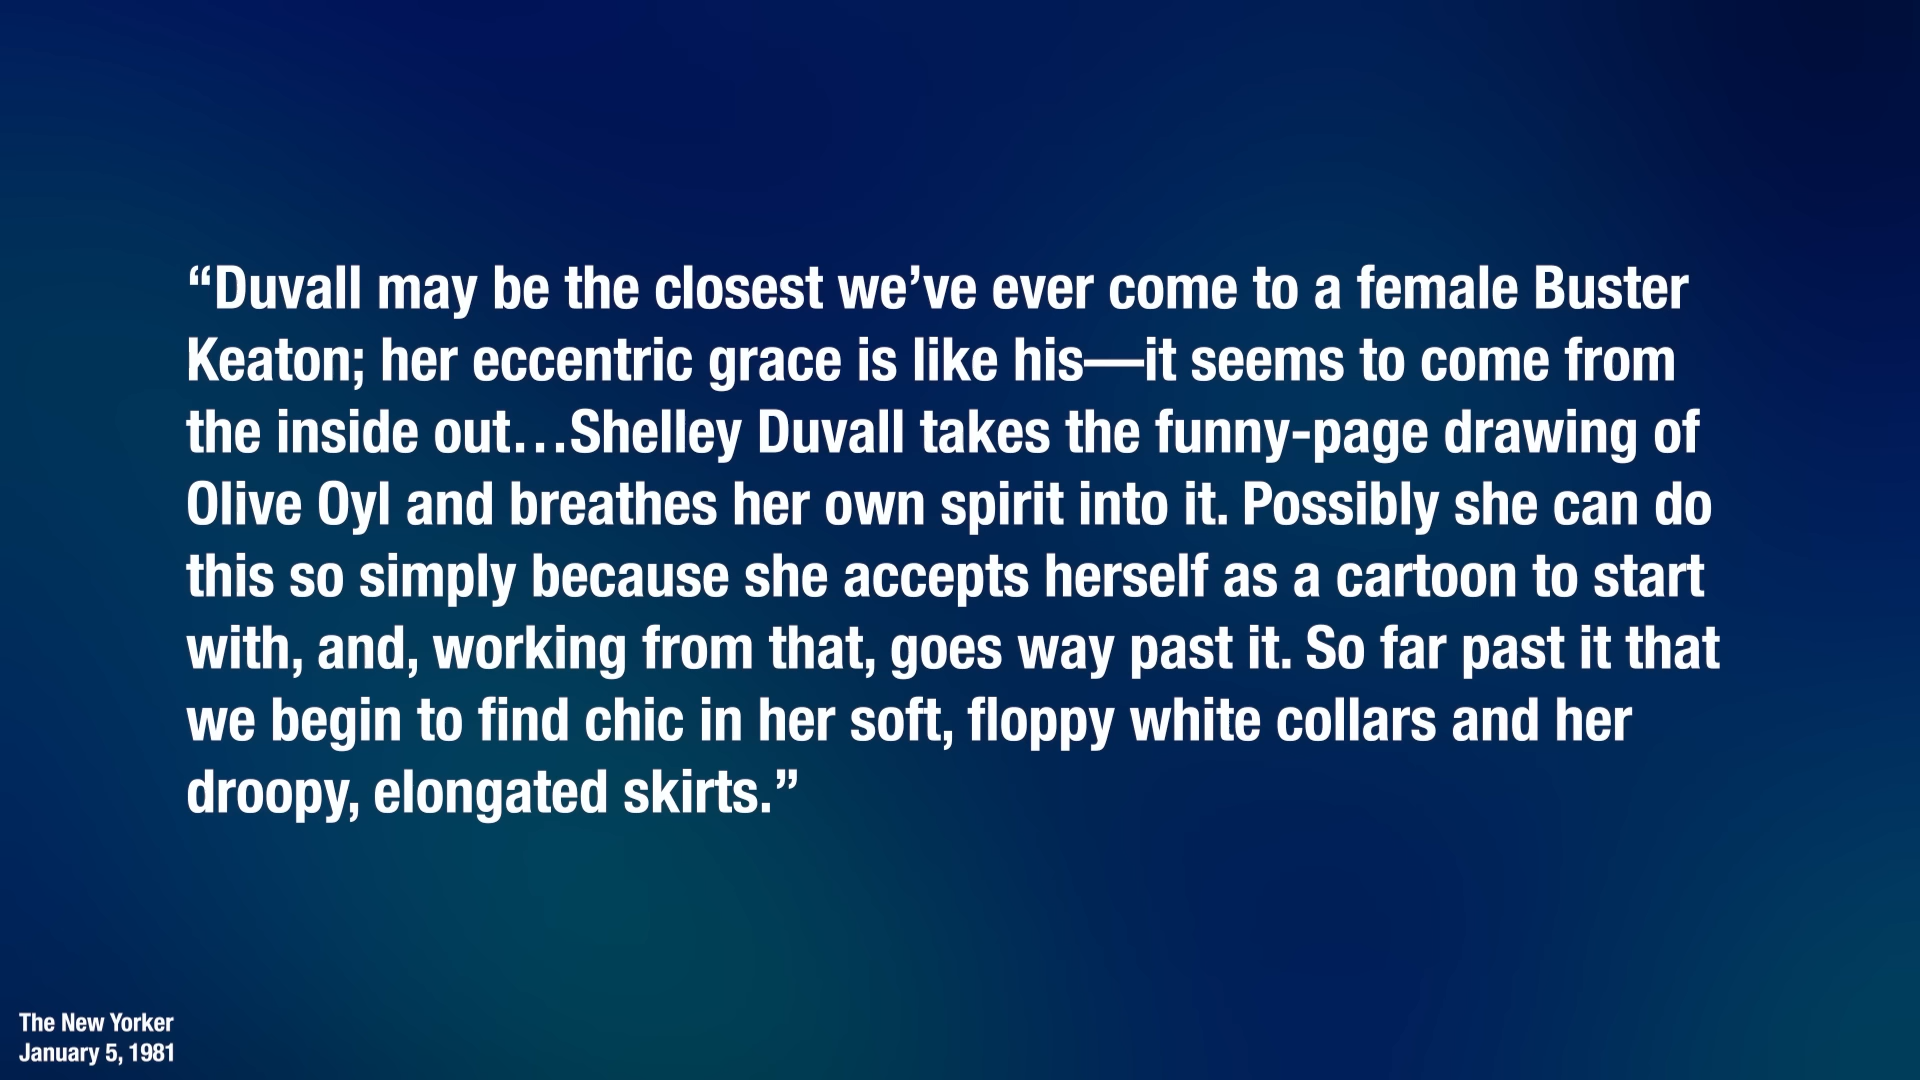 “Duvall may be the closest we’ve ever come to a female Buster
Keaton; her eccentric grace is like his—it seems to come from
the inside out…Shelley Duvall takes the funny-page drawing of
Olive Oyl and breathes her own spirit into it. Possibly she can do
this so simply because she accepts herself as a cartoon to start
with, and, working from that, goes way past it. So far past it that
we begin to find chic in her soft, floppy white collars and her
droopy, elongated skirts.”
The New Yorker
January 5, 1981